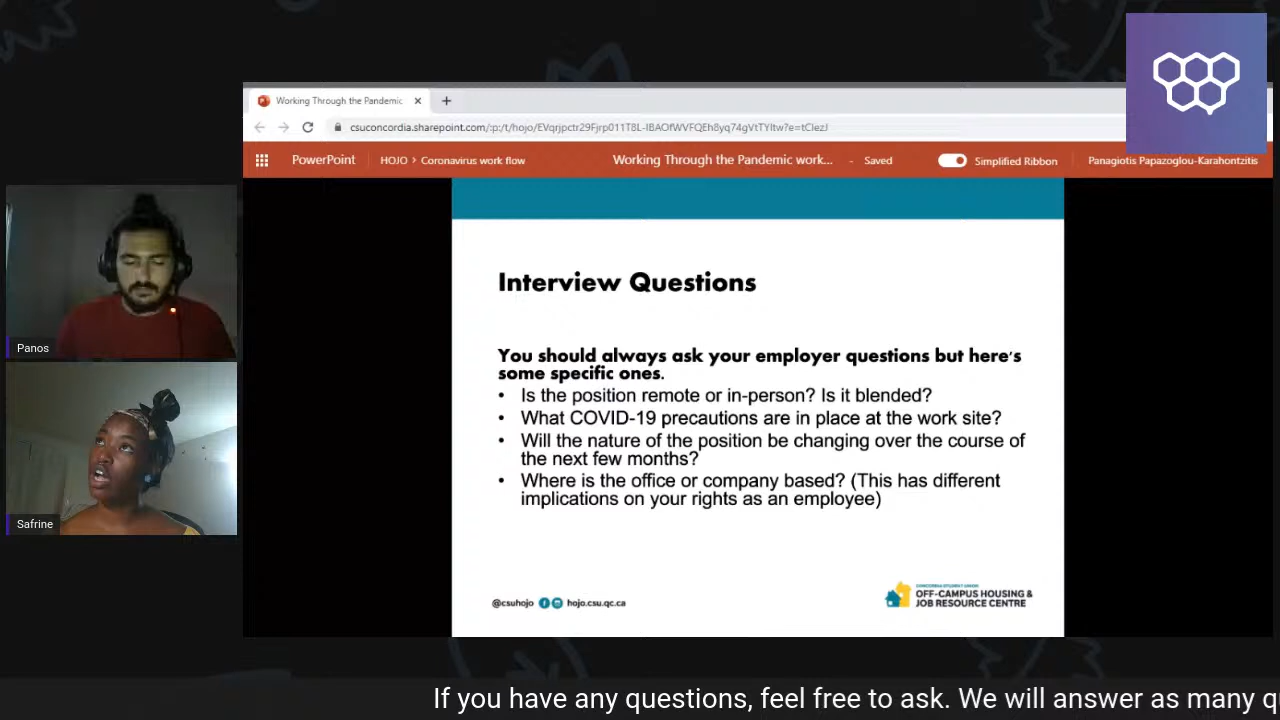 Working Through the Pandemic
csuconcordia.sharepoint.com/:p:/t/hojo/EVqrjpctr29Fjrp011T8L-IBAOfWVFQEh8yq74gVtTYItw?e=tCIezJ
PowerPoint HOJO > Coronavirus work flow Working Through the Pandemic work... - Saved Simplified Ribbon Panagiotis Papazoglou-Karahontzitis
Interview Questions
You should always ask your employer questions but here's
some specific ones.
• Is the position remote or in-person? Is it blended?
• What COVID-19 precautions are in place at the work site?
• Will the nature of the position be changing over the course of
the next few months?
• Where is the office or company based? (This has different
implications on your rights as an employee)
@csuhojo hojo.csu.qc.ca
CONCORDIA STUDENT UNION
OFF-CAMPUS HOUSING &
JOB RESOURCE CENTRE
Panos
Safrine
If you have any questions, feel free to ask. We will answer as many q